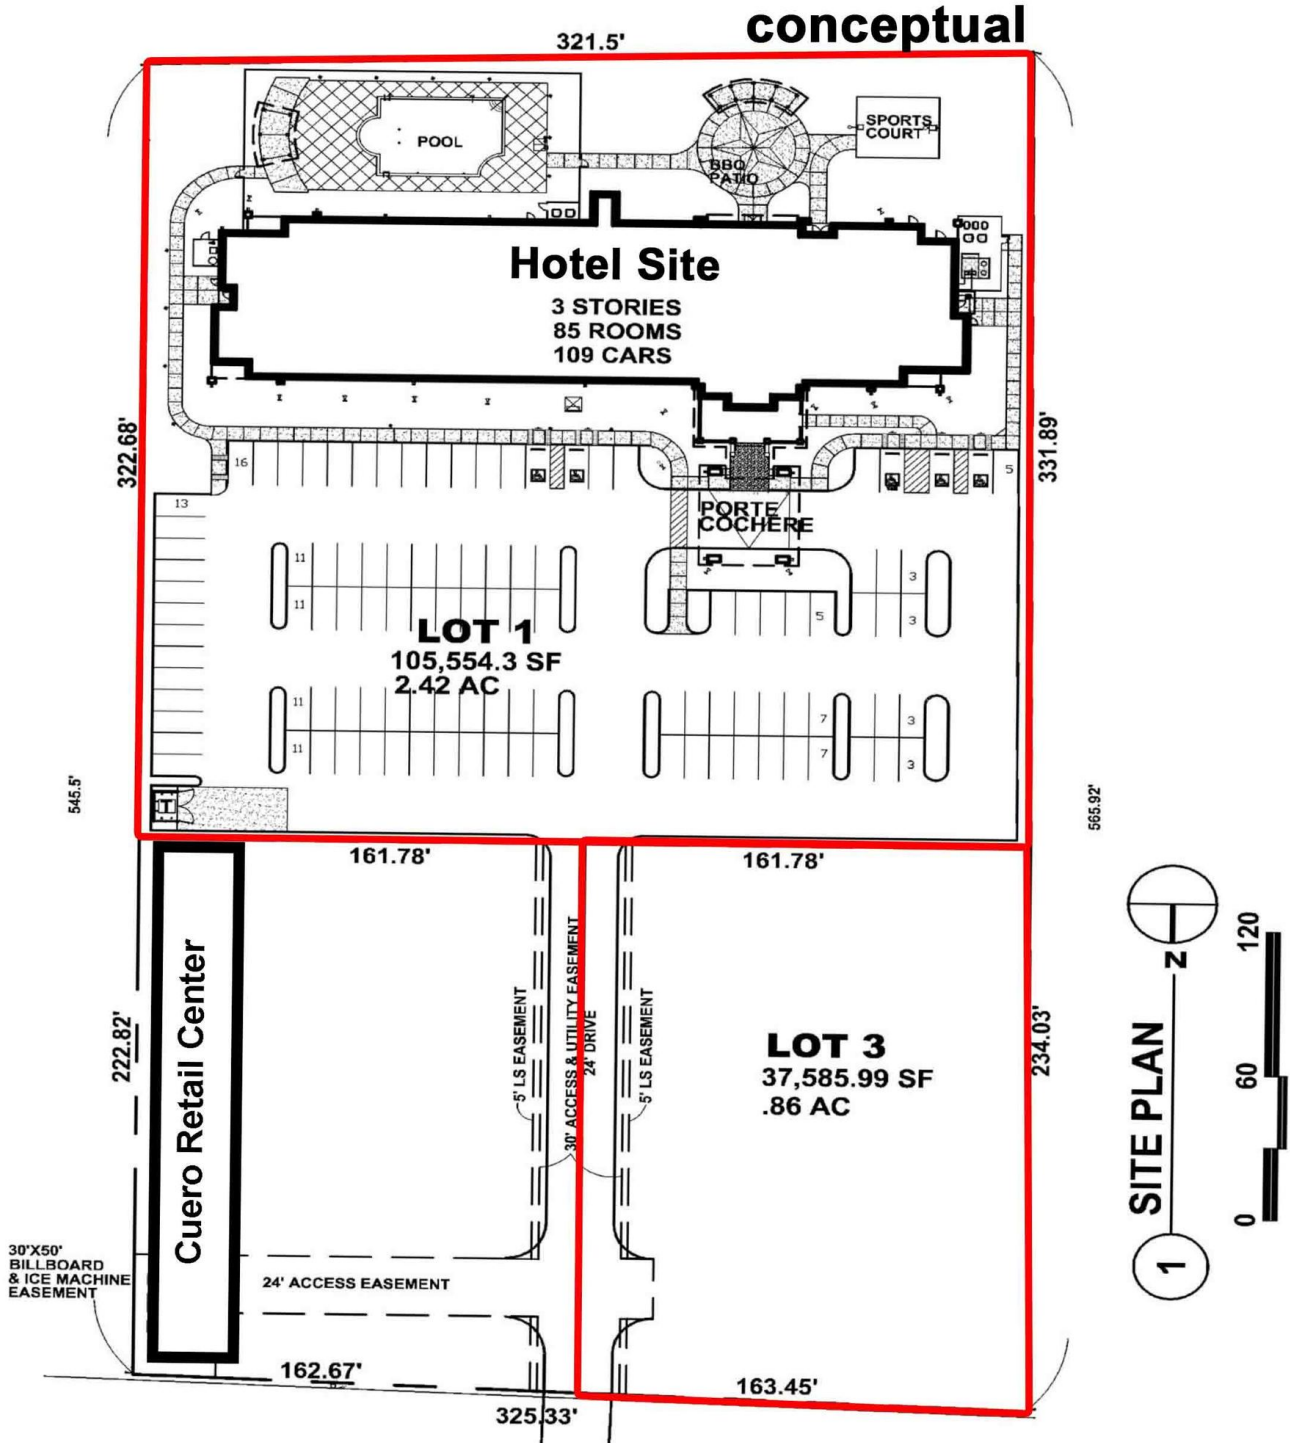 conceptual
321.5'
POOL
BBQ
PATIO
SPORTS
COURT
Hotel Site
3 STORIES
85 ROOMS
109 CARS
322.68'
331.89'
16
5
13
PORTE
COCHERE
11
11
3
3
5
LOT 1
105,554.3 SF
2.42 AC
11
11
7
7
3
3
T
545.5'
565.92'
161.78'
161.78'
222.82'
Cuero Retail Center
5' LS EASEMENT
30' ACCESS & UTILITY EASEMENT
24' DRIVE
5' LS EASEMENT
LOT 3
37,585.99 SF
.86 AC
234.03'
N
SITE PLAN
1
0
60
120
30'X50'
BILLBOARD
& ICE MACHINE
EASEMENT
24' ACCESS EASEMENT
162.67'
163.45'
325.33'